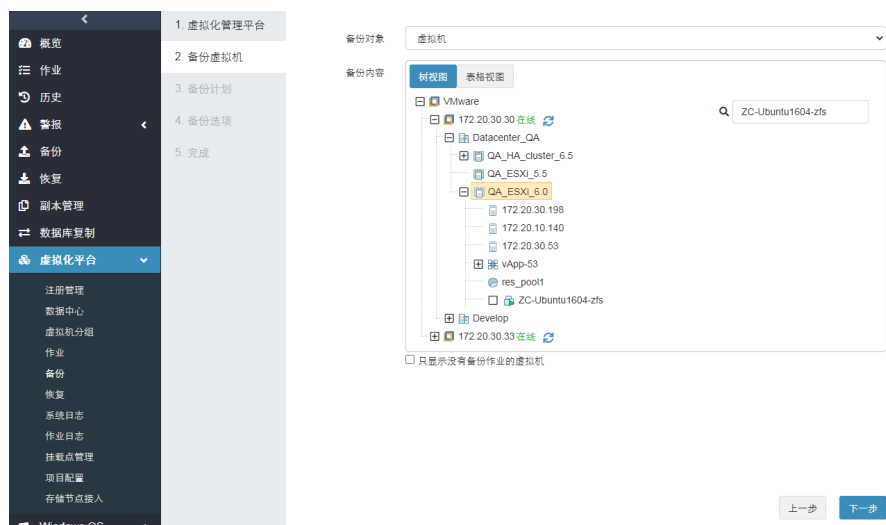 概览
作业
历史
警报
备份
恢复
副本管理
数据库复制
虚拟化平台
注册管理
数据中心
虚拟机分组
作业
备份
恢复
系统日志
作业日志
挂载点管理
项目配置
存储节点接入
Windows OS
1. 虚拟化管理平台
2. 备份虚拟机
3. 备份计划
4. 备份选项
5. 完成
备份对象 虚拟机
备份内容 树视图 表格视图
VMware
ZC-Ubuntu1604-zfs
172.20.30.30 在线
Datacenter_QA
QA_HA_cluster_6.5
QA_ESXi_5.5
QA_ESXi_6.0
172.20.30.198
172.20.10.140
172.20.30.53
vApp-53
res_pool1
ZC-Ubuntu1604-zfs
Develop
172.20.30.33 在线
只显示没有备份作业的虚拟机
上一步 下一步